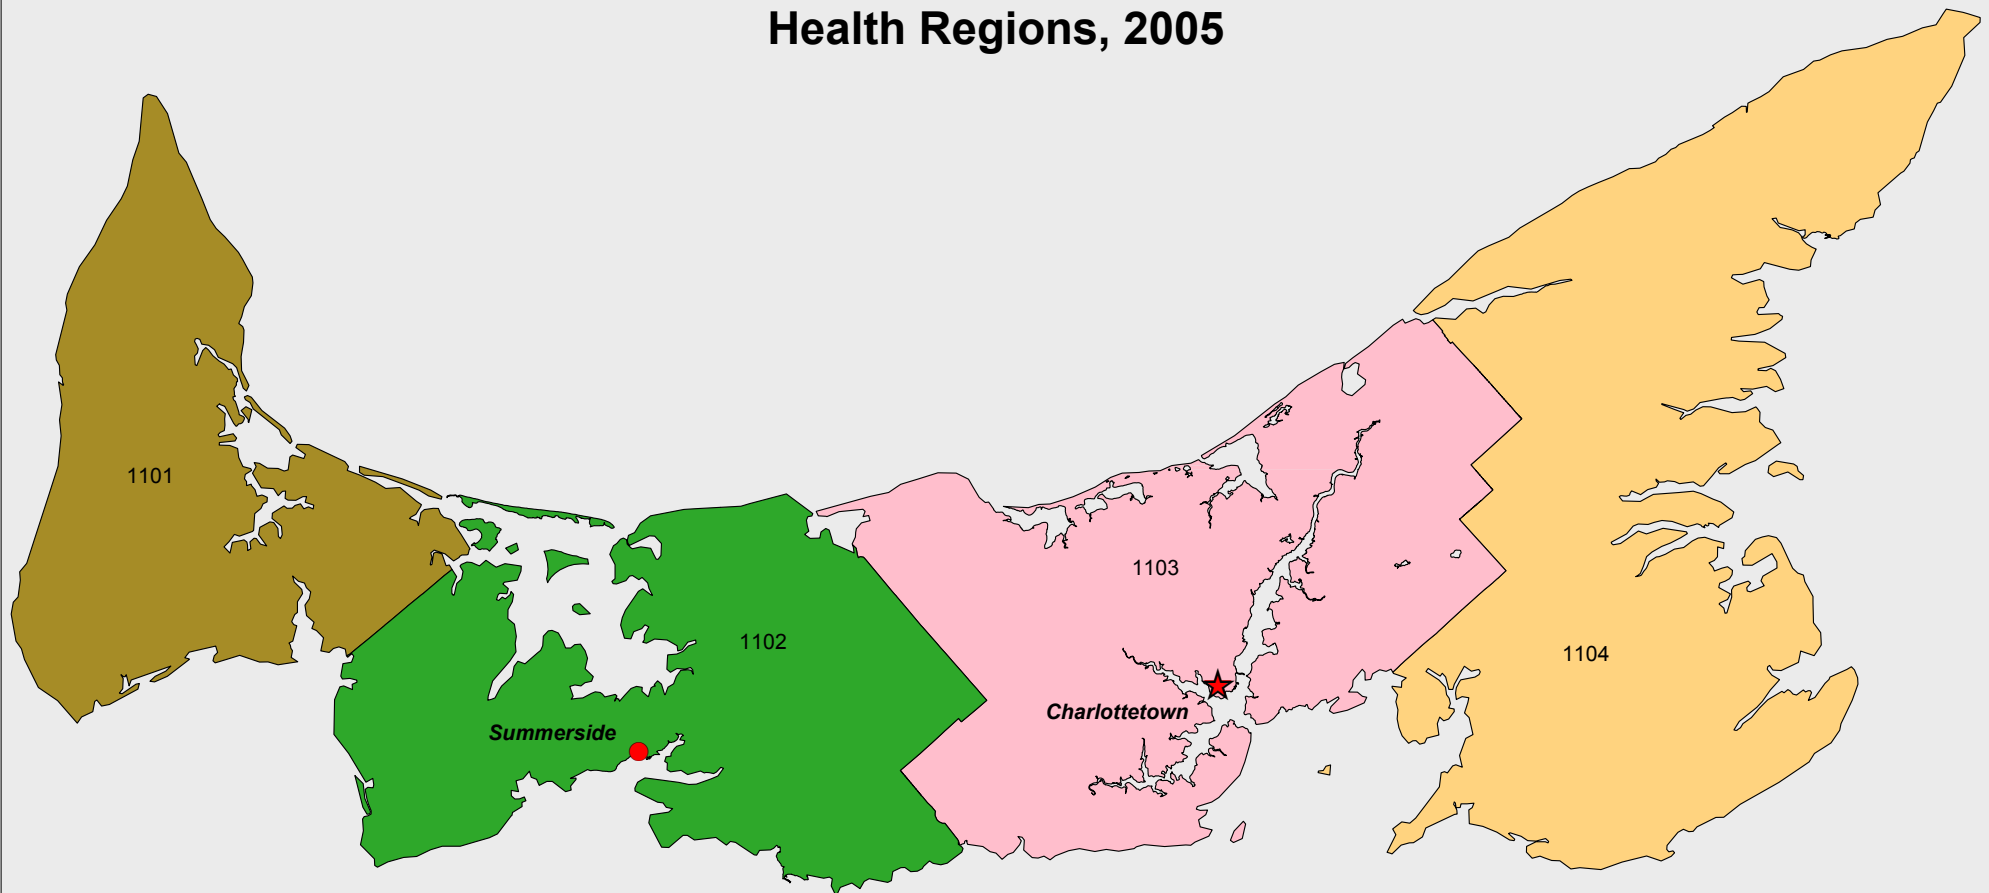 Health Regions, 2005
1101
1103
1102
1104
Charlottetown
Summerside